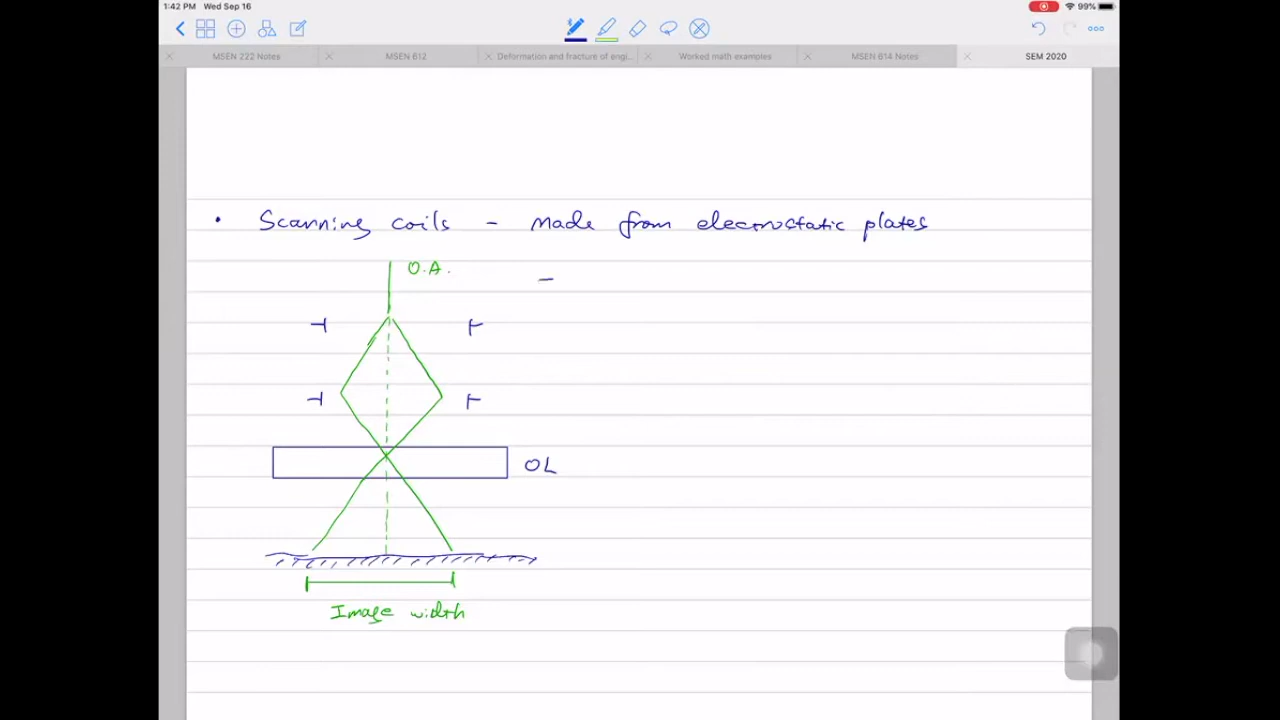 1:42 PM Wed Sep 16
99%
MSEN 222 Notes
MSEN 612
Deformation and fracture of engi...
Worked math examples
MSEN 614 Notes
SEM 2020
• Scanning coils - made from electrostatic plates
O.A.
-
OL
Image width